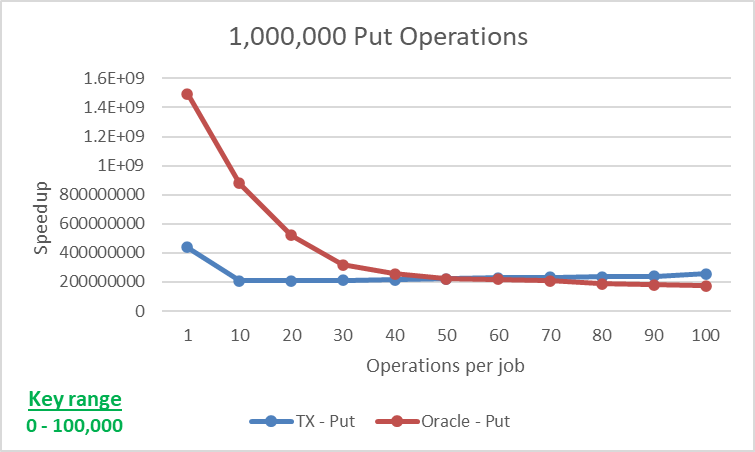 1,000,000 Put Operations
1.6E+09
1.4E+09
1.2E+09
1E+09
800000000
600000000
400000000
200000000
0
Speedup
1 10 20 30 40 50 60 70 80 90 100
Operations per job
Key range
0 - 100,000
TX - Put Oracle - Put